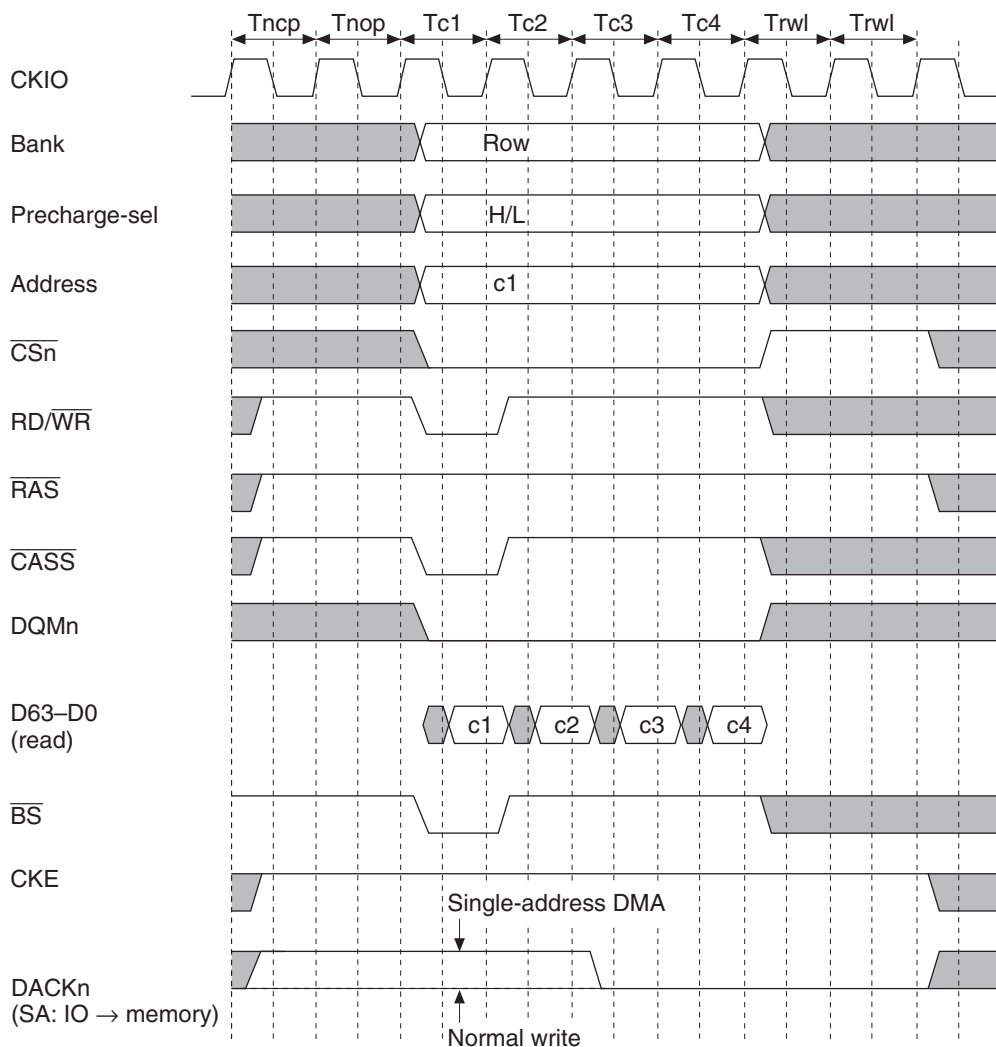 Tncp Tnop Tc1 Tc2 Tc3 Tc4 Trwl Trwl
CKIO
Bank
Row
Precharge-sel
H/L
Address
c1
CSn
RD/WR
RAS
CASS
DQMn
D63–D0
(read)
c1 c2 c3 c4
BS
CKE
Single-address DMA
DACKn
(SA: IO → memory)
Normal write